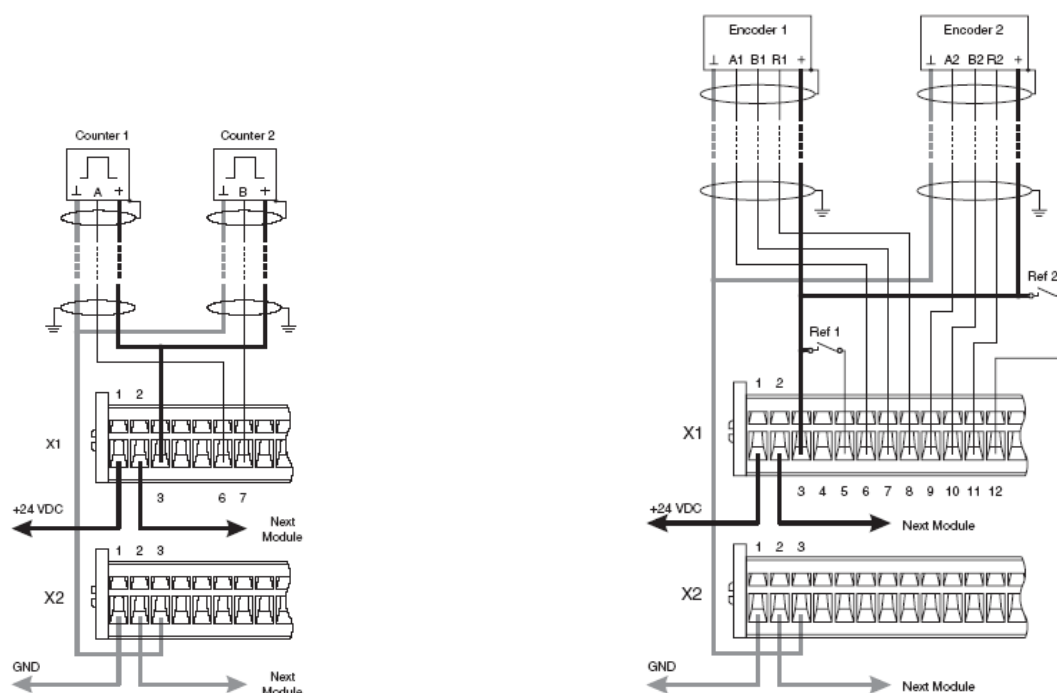 Counter 1
Counter 2
⊥ A +
⊥ B +
1 2
X1
3 6 7
+24 VDC
Next
Module
1 2 3
X2
GND
Next
Module
Encoder 1
⊥ A1 B1 R1 +
Encoder 2
⊥ A2 B2 R2 +
Ref 2
Ref 1
1 2
X1
3 4 5 6 7 8 9 10 11 12
+24 VDC
Next Module
1 2 3
X2
GND
Next Module